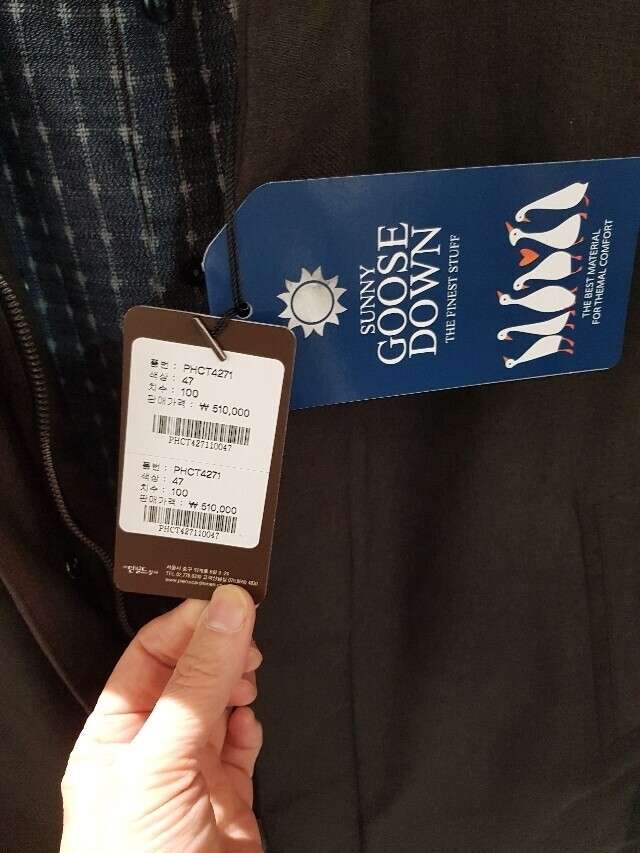 품번 : PHCT4271
색상 : 47
치수 : 100
판매가격 : ₩ 510,000
PHCT427110047
품번 : PHCT4271
색상 : 47
치수 : 100
판매가격 : ₩ 510,000
PHCT427110047
SUNNY
GOOSE
DOWN
THE FINEST STUFF
THE BEST MATERIAL
FOR THEMAL COMFORT